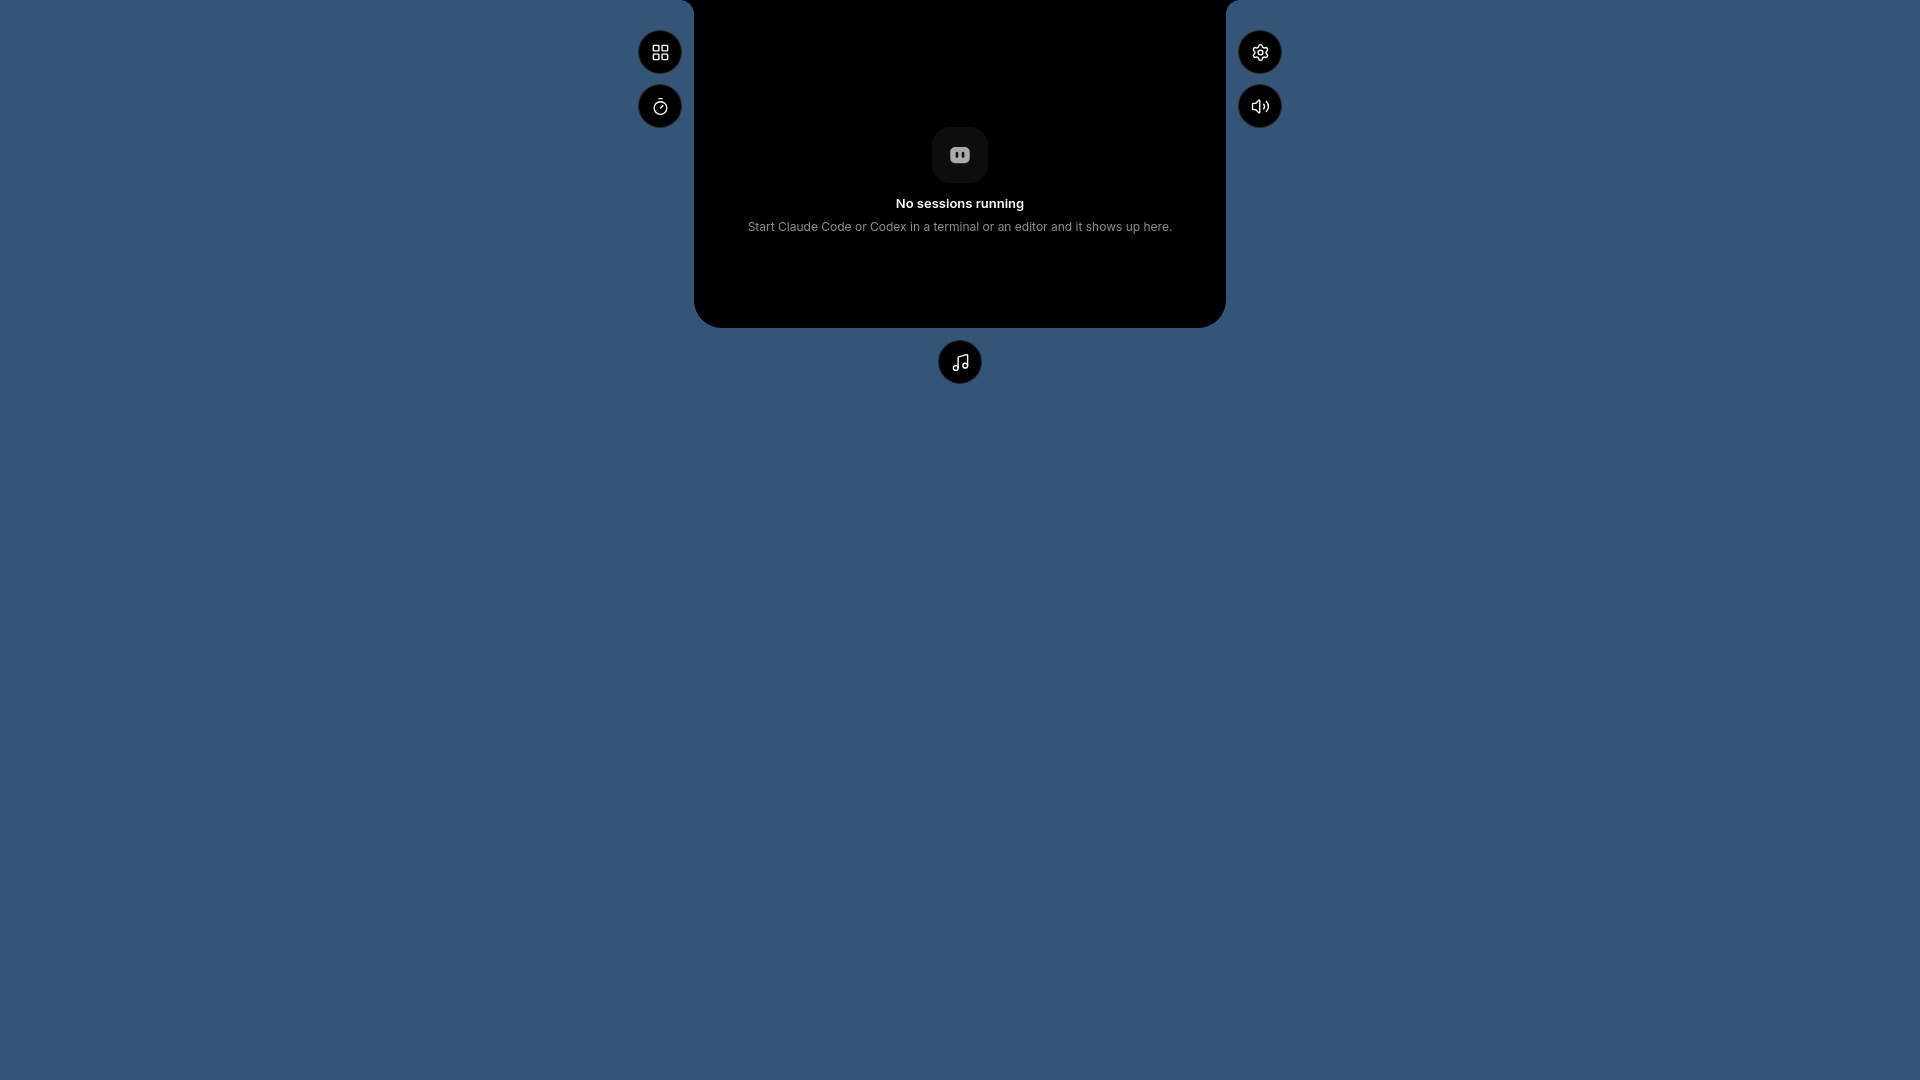 No sessions running
Start Claude Code or Codex in a terminal or an editor and it shows up here.